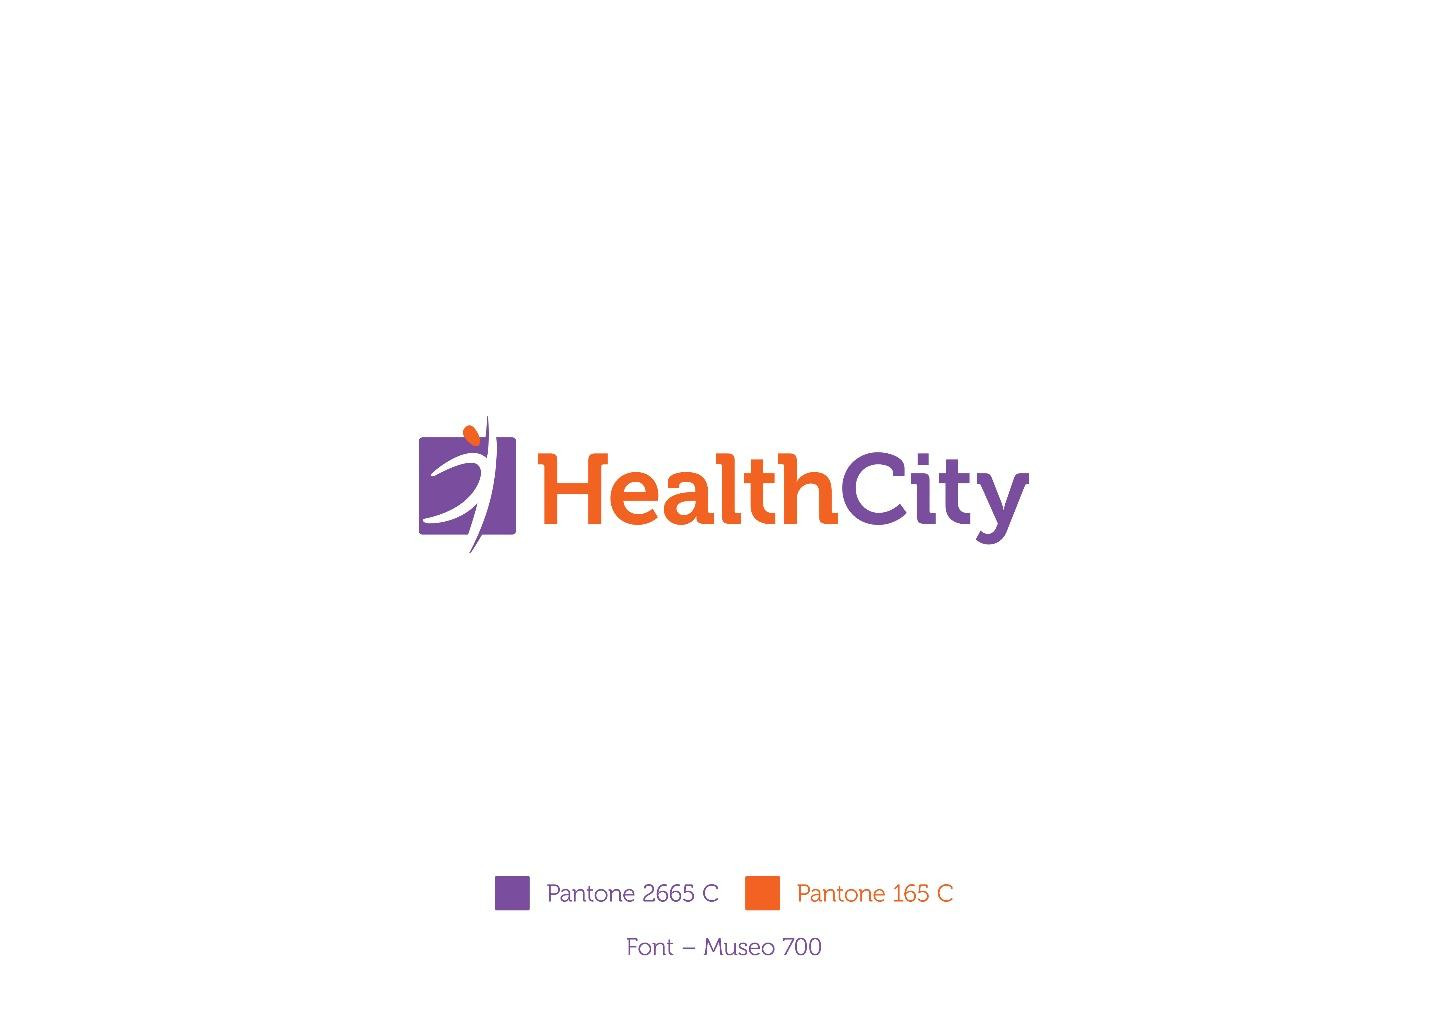 HealthCity
Pantone 2665 C Pantone 165 C
Font – Museo 700